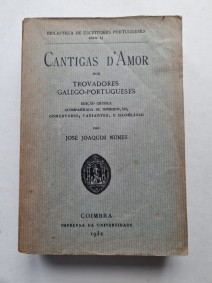 BIBLIOTECA DE ESCRITORES PORTUGUESES
CANTIGAS D'AMOR
DOS
TROVADORES
GALEGO-PORTUGUESES
EDIÇÃO CRÍTICA
ACOMPANHADA DE INTRODUÇÃO,
COMENTÁRIO, VARIANTES, E GLOSSÁRIO
POR
JOSÉ JOAQUIM NUNES
COIMBRA
IMPRENSA DA UNIVERSIDADE
1932